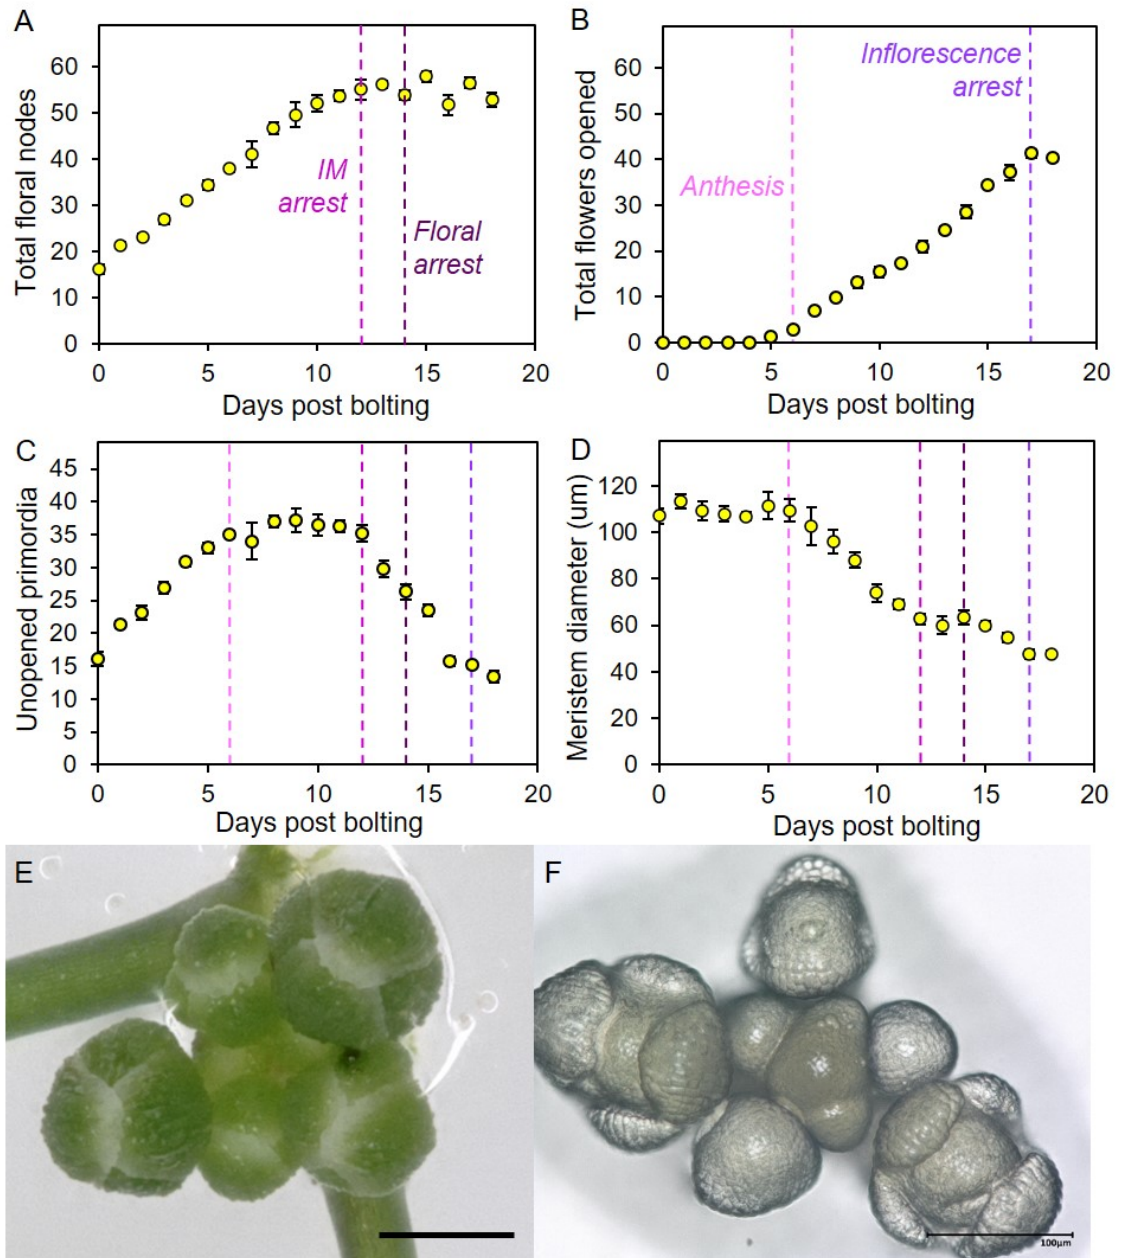 A
Total floral nodes
60
50
40
30
20
10
0
IM
arrest
Floral
arrest
0 5 10 15 20
Days post bolting
B
Total flowers opened
60
50
40
30
20
10
0
Inflorescence
arrest
Anthesis
0 5 10 15 20
Days post bolting
C
Unopened primordia
45
40
35
30
25
20
15
10
5
0
0 5 10 15 20
Days post bolting
D
Meristem diameter (um)
120
100
80
60
40
20
0
0 5 10 15 20
Days post bolting
E
F
100µm